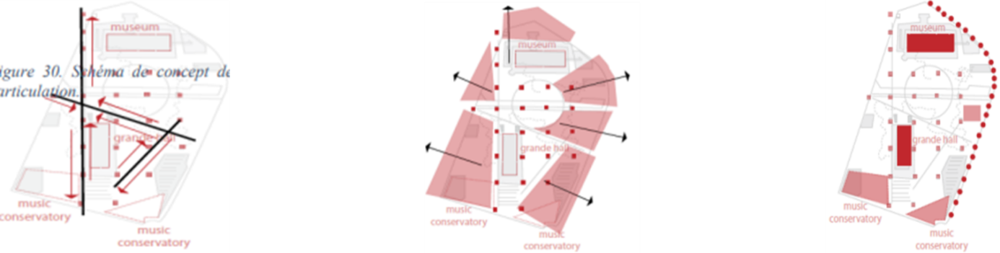 museum
igure 30. Schéma de concept de
articulation.
grande hall
music
conservatory
music
conservatory
museum
grande hall
music
conservatory
music
conservatory
museum
grande hall
music
conservatory
music
conservatory